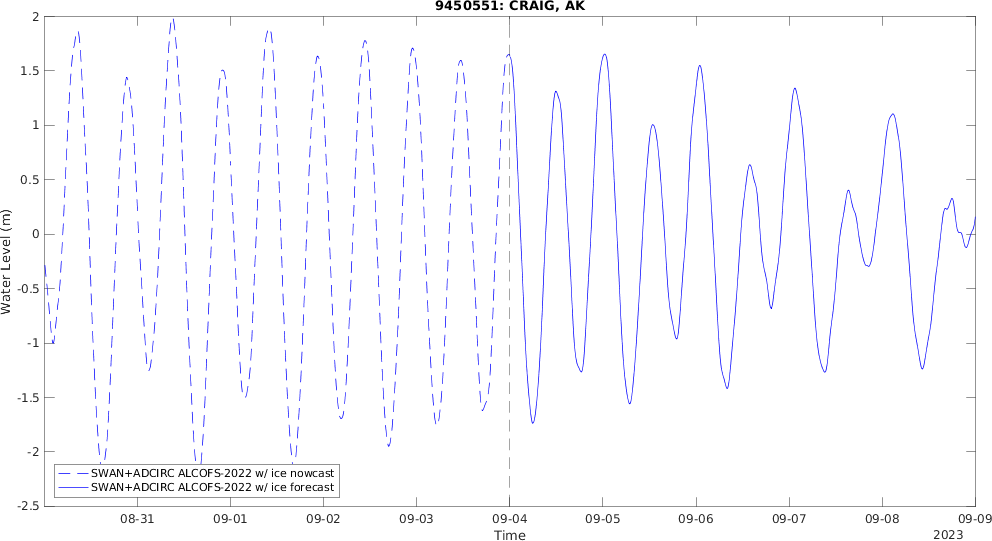 9450551: CRAIG, AK
2
1.5
1
0.5
0
-0.5
-1
-1.5
-2
-2.5
Water Level (m)
SWAN+ADCIRC ALCOFS-2022 w/ ice nowcast
SWAN+ADCIRC ALCOFS-2022 w/ ice forecast
08-31 09-01 09-02 09-03 09-04 09-05 09-06 09-07 09-08 09-09
Time
2023